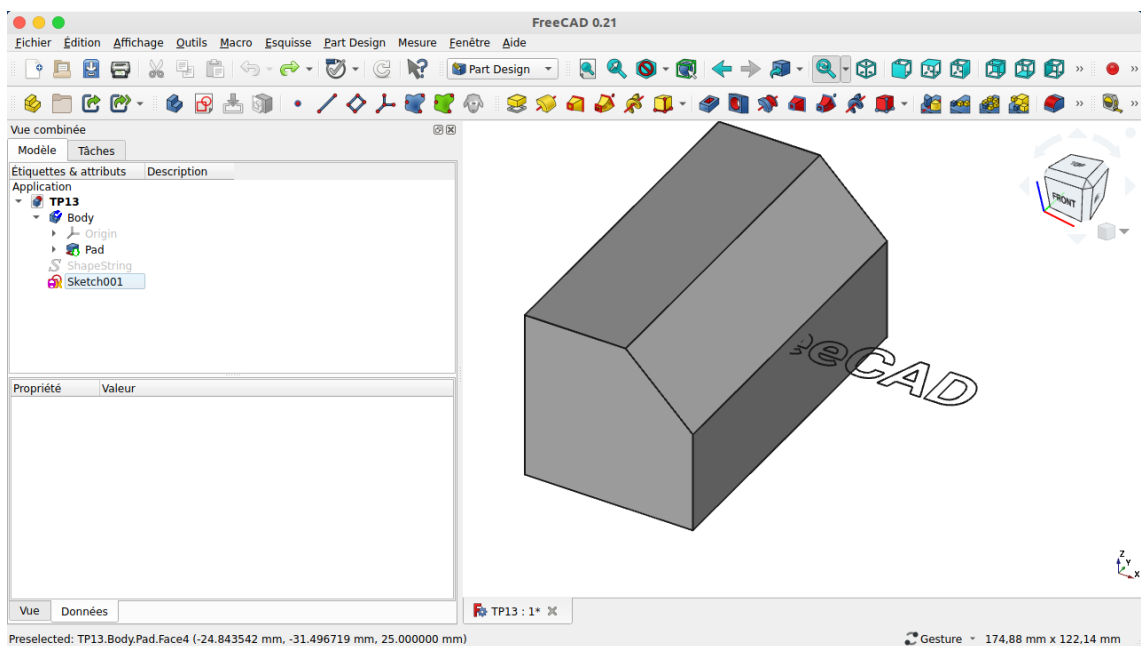 FreeCAD 0.21
Fichier Édition Affichage Outils Macro Esquisse Part Design Mesure Fenêtre Aide
Part Design
Vue combinée
Modèle Tâches
Étiquettes & attributs Description
Application
TP13
Body
Origin
Pad
ShapeString
Sketch001
TOP
FRONT
eeCAD
Propriété Valeur
Z
Y
X
Vue Données
TP13 : 1*
Preselected: TP13.Body.Pad.Face4 (-24.843542 mm, -31.496719 mm, 25.000000 mm)
Gesture 174,88 mm x 122,14 mm